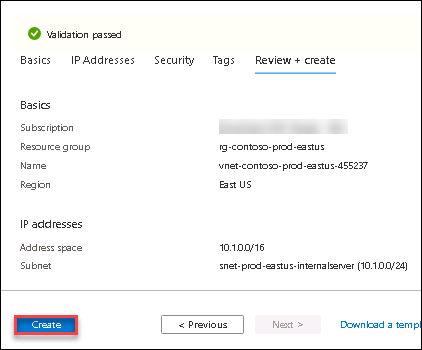 Validation passed
Basics IP Addresses Security Tags Review + create
Basics
Subscription
Resource group rg-contoso-prod-eastus
Name vnet-contoso-prod-eastus-455237
Region East US
IP addresses
Address space 10.1.0.0/16
Subnet snet-prod-eastus-internalserver (10.1.0.0/24)
Create < Previous Next > Download a templ